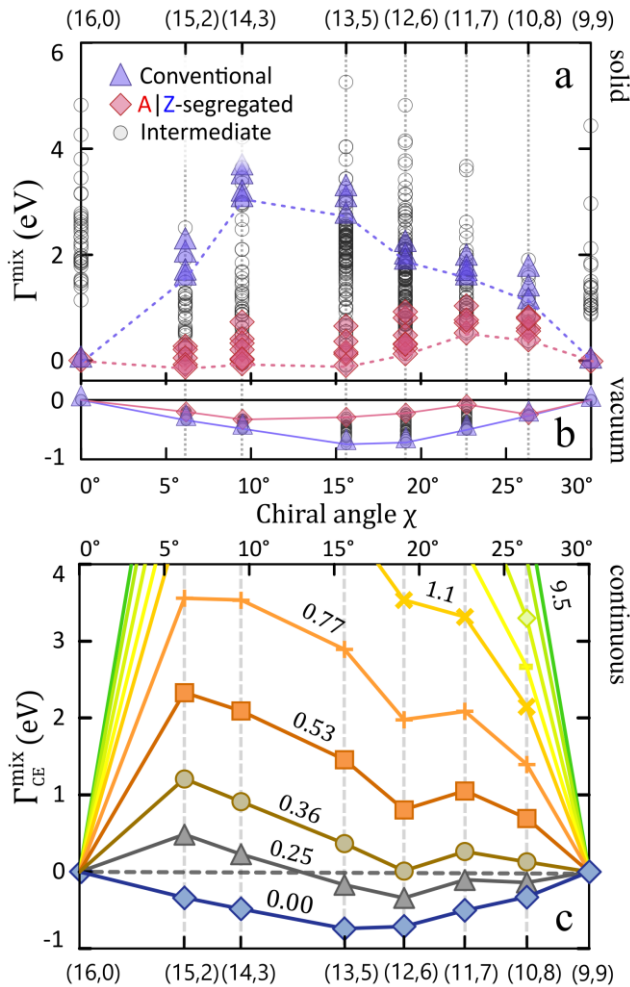 (16,0) (15,2) (14,3) (13,5) (12,6) (11,7) (10,8) (9,9)
6
4
2
0
Γᵐⁱˣ (eV)
a
Conventional
A|Z-segregated
Intermediate
solid
0
-1
b
vacuum
0° 5° 10° 15° 20° 25° 30°
Chiral angle χ
0° 5° 10° 15° 20° 25° 30°
4
3
2
1
0
-1
Γ_CE^mix (eV)
continuous
9.5
1.1
0.77
0.53
0.36
0.25
0.00
c
(16,0) (15,2) (14,3) (13,5) (12,6) (11,7) (10,8) (9,9)